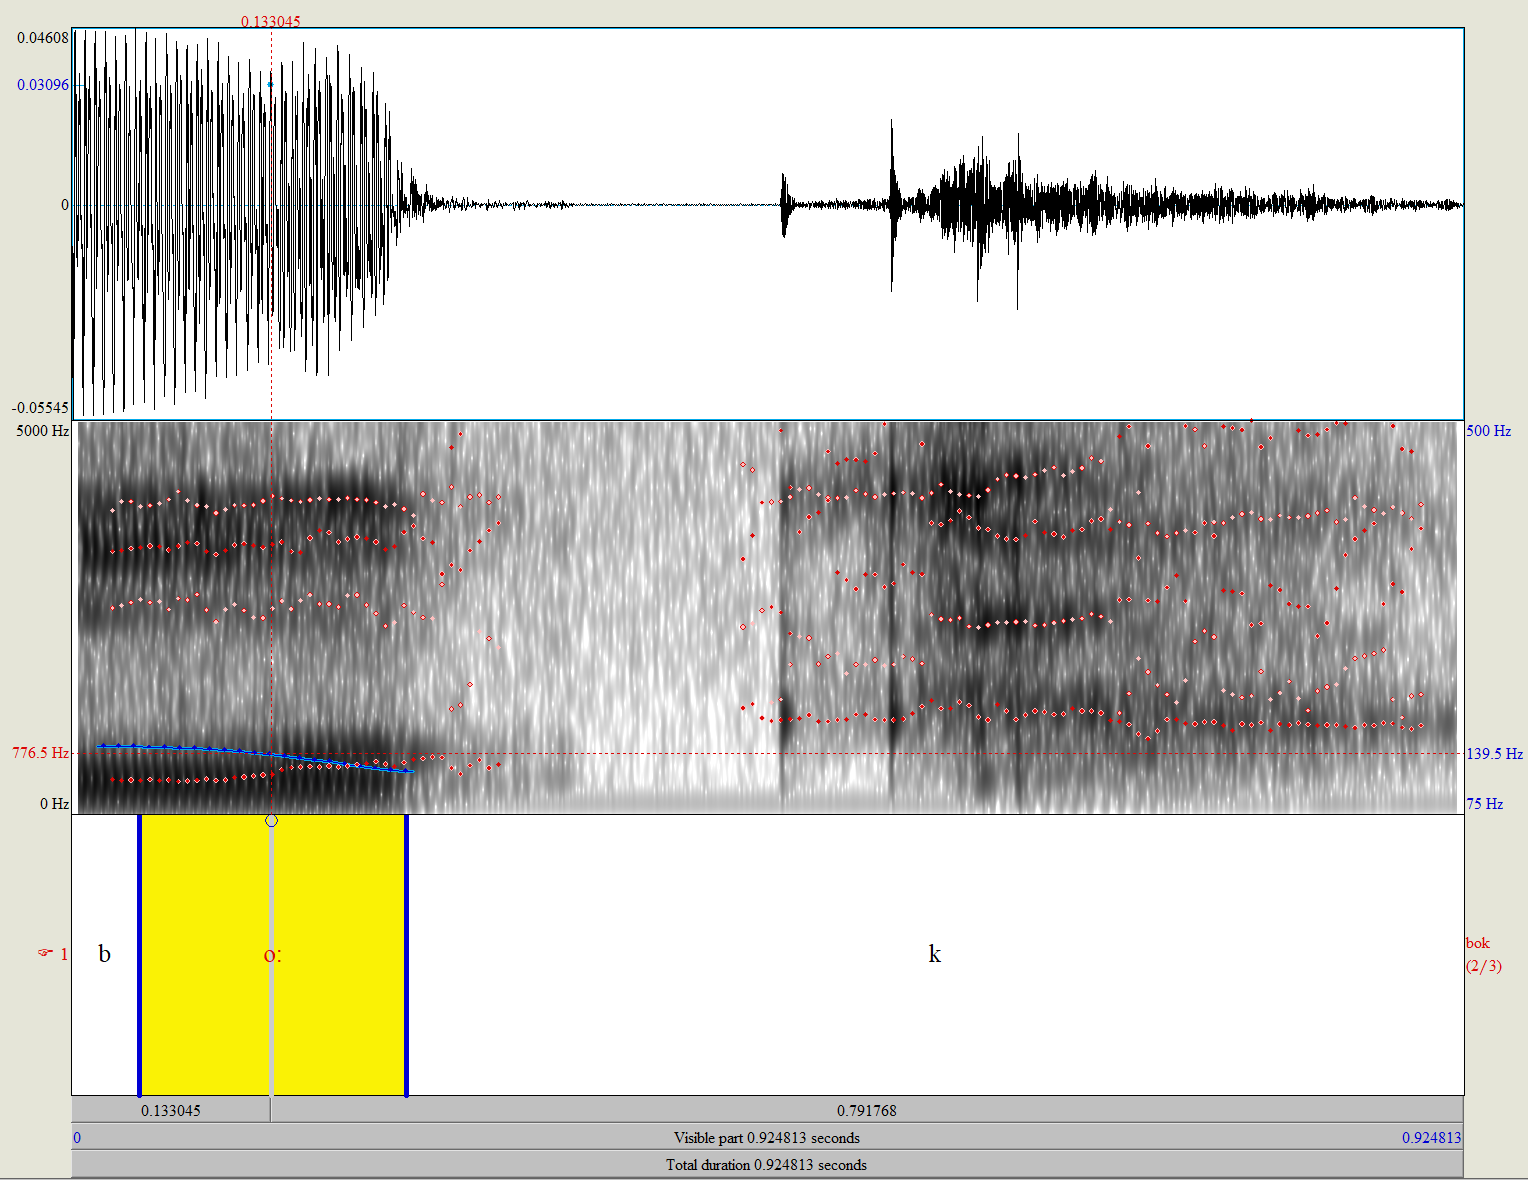 0.133045
0.04608
0.03096
0
-0.05545
5000 Hz
500 Hz
776.5 Hz
139.5 Hz
0 Hz
75 Hz
☞ 1
b
o:
k
bok
(2/3)
0.133045
0.791768
0
Visible part 0.924813 seconds
0.924813
Total duration 0.924813 seconds